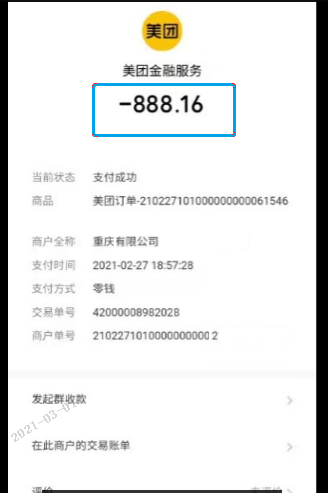 美团
美团金融服务
-888.16
当前状态 支付成功
商品 美团订单-21022710100000000061546
商户全称 重庆有限公司
支付时间 2021-02-27 18:57:28
支付方式 零钱
交易单号 42000008982028
商户单号 2102271010000000000 2
发起群收款
2021-03-01
在此商户的交易账单